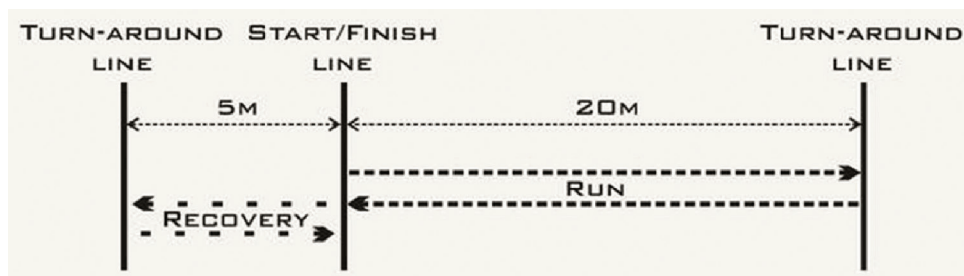 Turn-around Start/Finish Turn-around
line line line
5m 20m
Run
Recovery